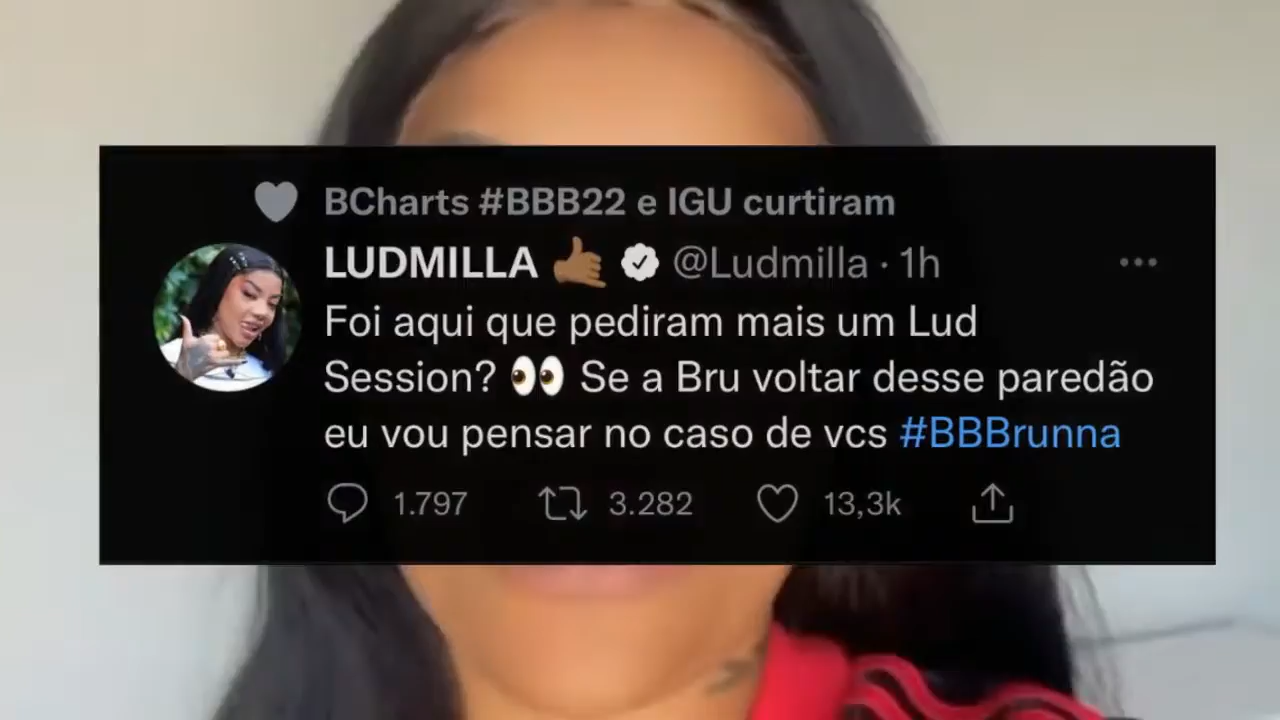 BCharts #BBB22 e IGU curtiram
LUDMILLA 🤙🏾 @Ludmilla · 1h
Foi aqui que pediram mais um Lud
Session? 👀 Se a Bru voltar desse paredão
eu vou pensar no caso de vcs #BBBrunna
1.797 3.282 13,3k